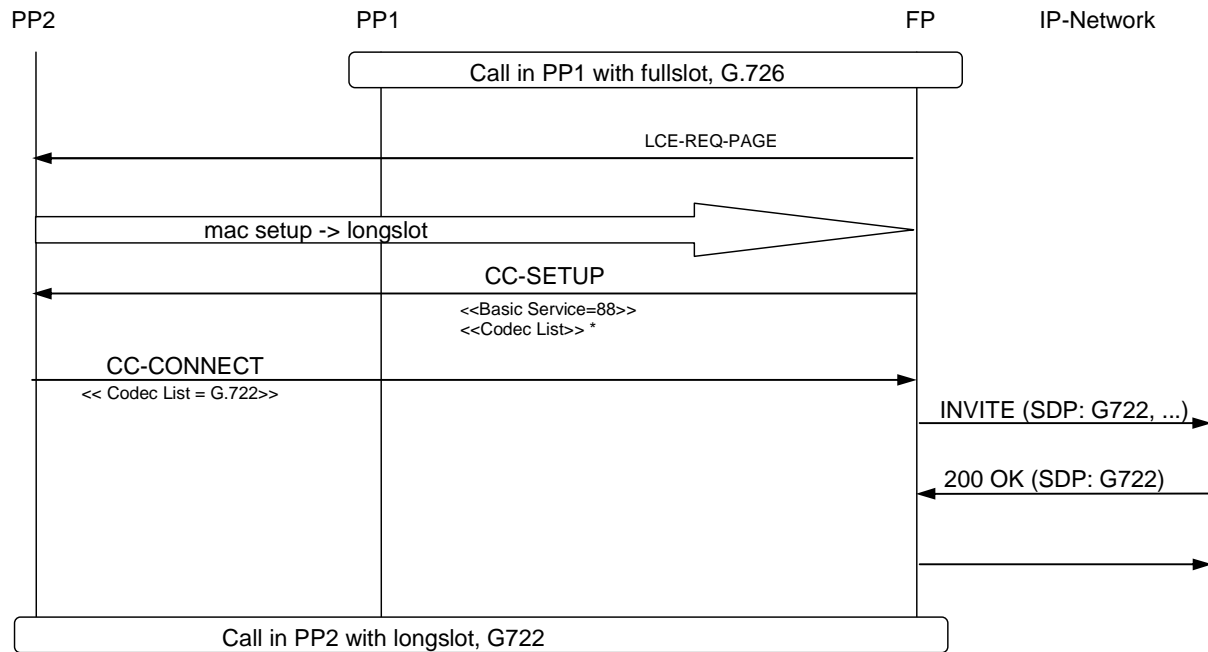 PP2 PP1 FP IP-Network
Call in PP1 with fullslot, G.726
LCE-REQ-PAGE
mac setup -> longslot
CC-SETUP
<<Basic Service=88>>
<<Codec List>> *
CC-CONNECT
<< Codec List = G.722>>
INVITE (SDP: G722, ...)
200 OK (SDP: G722)
Call in PP2 with longslot, G722